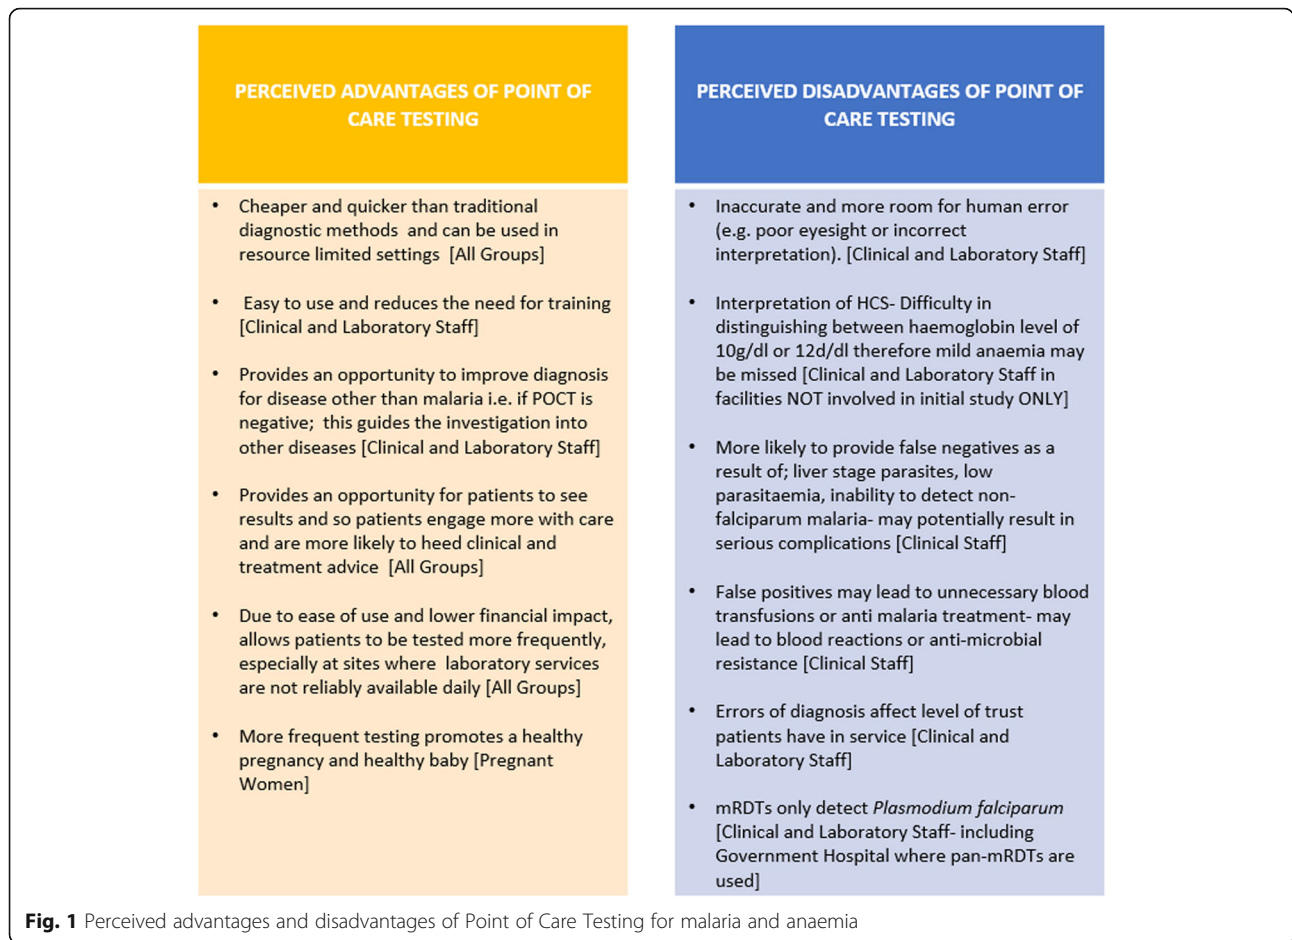 PERCEIVED ADVANTAGES OF POINT OF
CARE TESTING
• Cheaper and quicker than traditional
diagnostic methods and can be used in
resource limited settings [All Groups]
• Easy to use and reduces the need for training
[Clinical and Laboratory Staff]
• Provides an opportunity to improve diagnosis
for disease other than malaria i.e. if POCT is
negative; this guides the investigation into
other diseases [Clinical and Laboratory Staff]
• Provides an opportunity for patients to see
results and so patients engage more with care
and are more likely to heed clinical and
treatment advice [All Groups]
• Due to ease of use and lower financial impact,
allows patients to be tested more frequently,
especially at sites where laboratory services
are not reliably available daily [All Groups]
• More frequent testing promotes a healthy
pregnancy and healthy baby [Pregnant
Women]
PERCEIVED DISADVANTAGES OF POINT OF
CARE TESTING
• Inaccurate and more room for human error
(e.g. poor eyesight or incorrect
interpretation). [Clinical and Laboratory Staff]
• Interpretation of HCS- Difficulty in
distinguishing between haemoglobin level of
10g/dl or 12d/dl therefore mild anaemia may
be missed [Clinical and Laboratory Staff in
facilities NOT involved in initial study ONLY]
• More likely to provide false negatives as a
result of; liver stage parasites, low
parasitaemia, inability to detect non-
falciparum malaria- may potentially result in
serious complications [Clinical Staff]
• False positives may lead to unnecessary blood
transfusions or anti malaria treatment- may
lead to blood reactions or anti-microbial
resistance [Clinical Staff]
• Errors of diagnosis affect level of trust
patients have in service [Clinical and
Laboratory Staff]
• mRDTs only detect Plasmodium falciparum
[Clinical and Laboratory Staff- including
Government Hospital where pan-mRDTs are
used]
Fig. 1 Perceived advantages and disadvantages of Point of Care Testing for malaria and anaemia